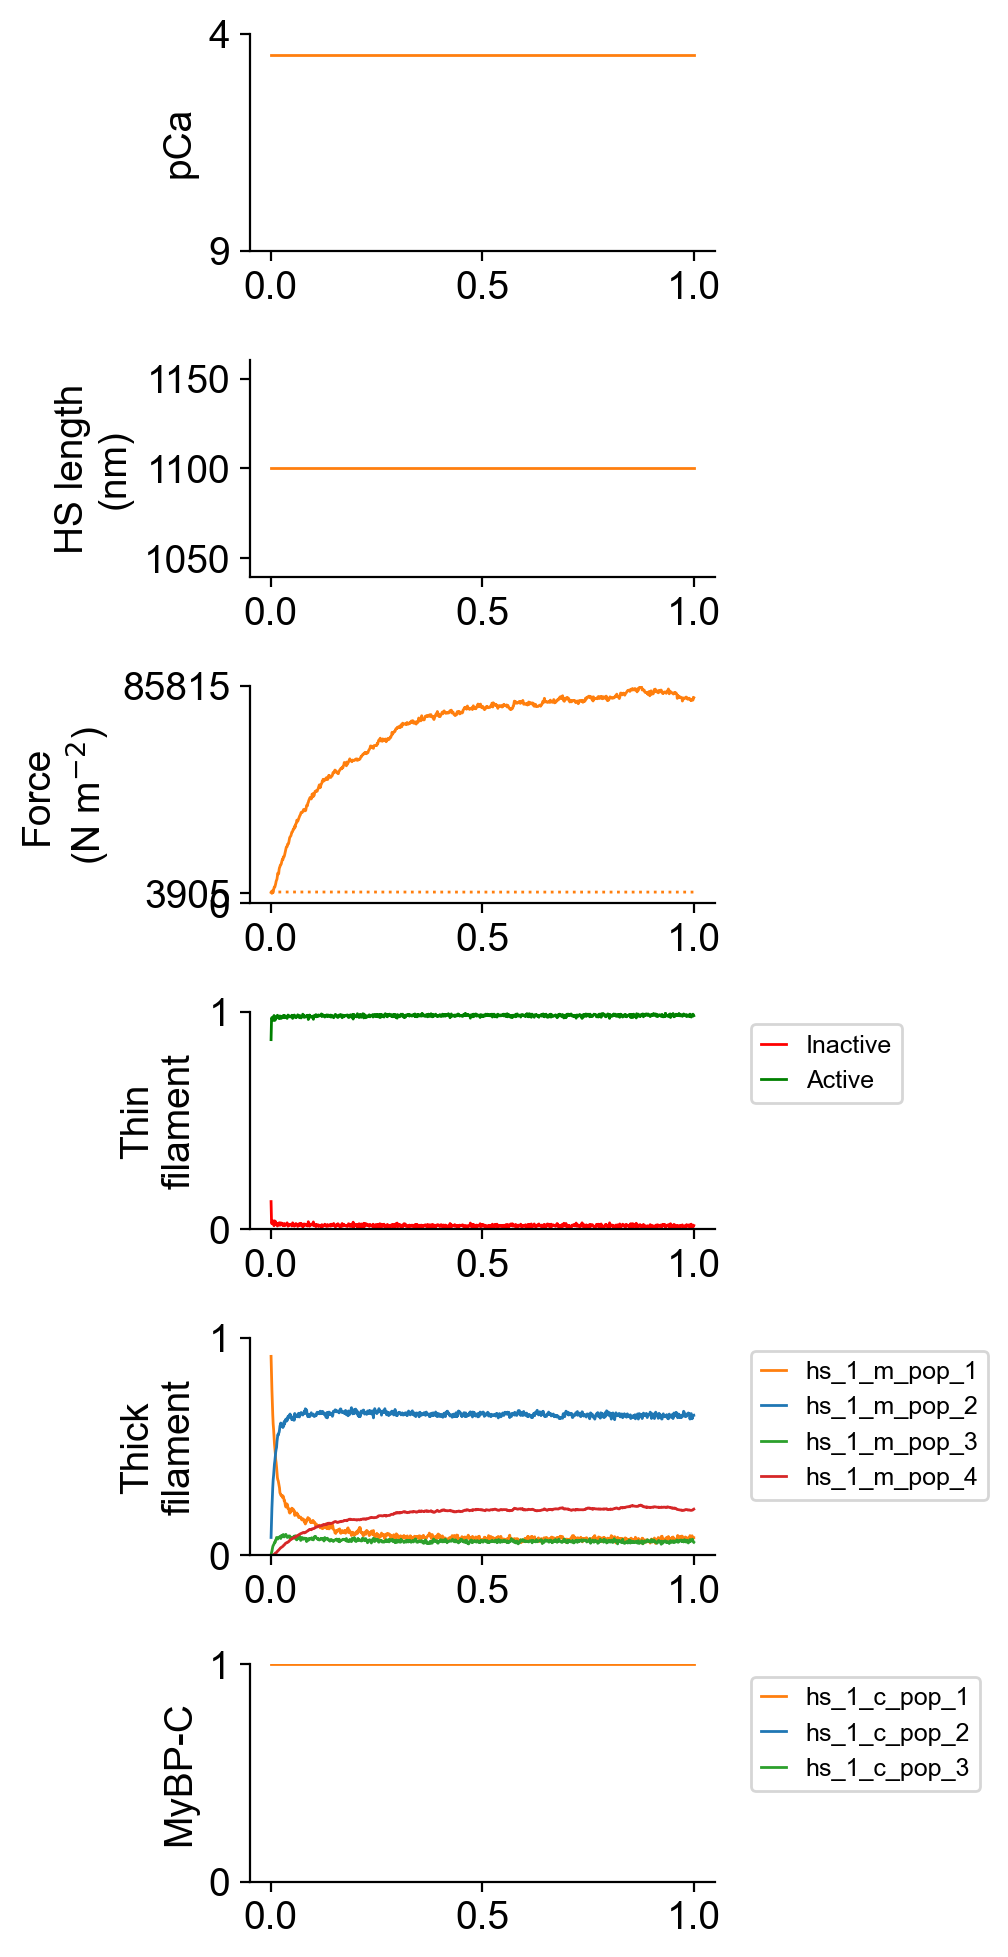 4
pCa
9
0.0 0.5 1.0
1150
HS length
(nm)
1100
1050
0.0 0.5 1.0
85815
Force
(N m⁻²)
3905
0
0.0 0.5 1.0
1
Thin
filament
0
0.0 0.5 1.0
Inactive
Active
1
Thick
filament
0
0.0 0.5 1.0
hs_1_m_pop_1
hs_1_m_pop_2
hs_1_m_pop_3
hs_1_m_pop_4
1
MyBP-C
0
0.0 0.5 1.0
hs_1_c_pop_1
hs_1_c_pop_2
hs_1_c_pop_3